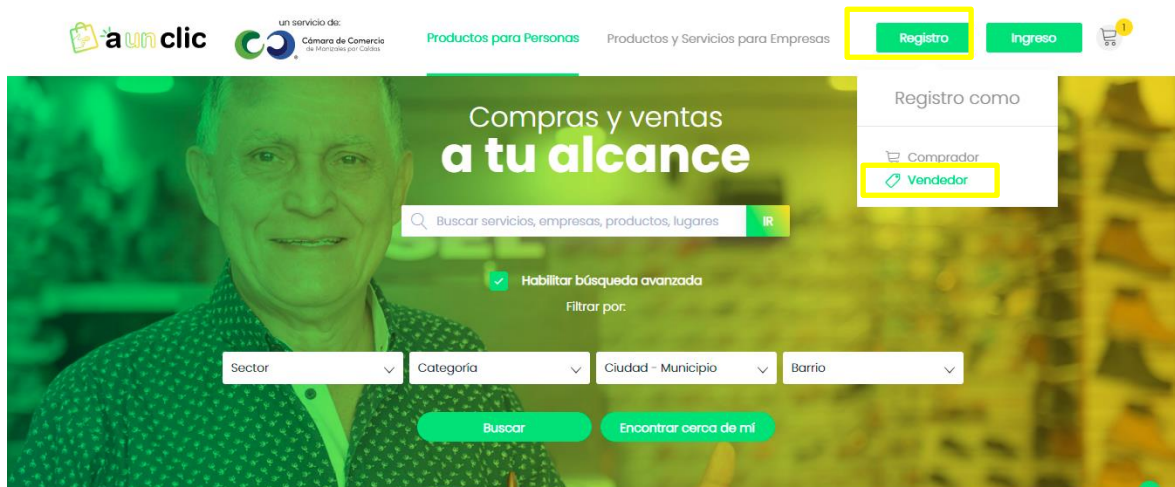 a un clic
un servicio de:
Cámara de Comercio
de Manizales por Caldas
Productos para Personas
Productos y Servicios para Empresas
Registro
Ingreso
1
Registro como
Comprador
Vendedor
Compras y ventas
a tu alcance
Buscar servicios, empresas, productos, lugares
IR
Habilitar búsqueda avanzada
Filtrar por:
Sector
Categoría
Ciudad - Municipio
Barrio
Buscar
Encontrar cerca de mí